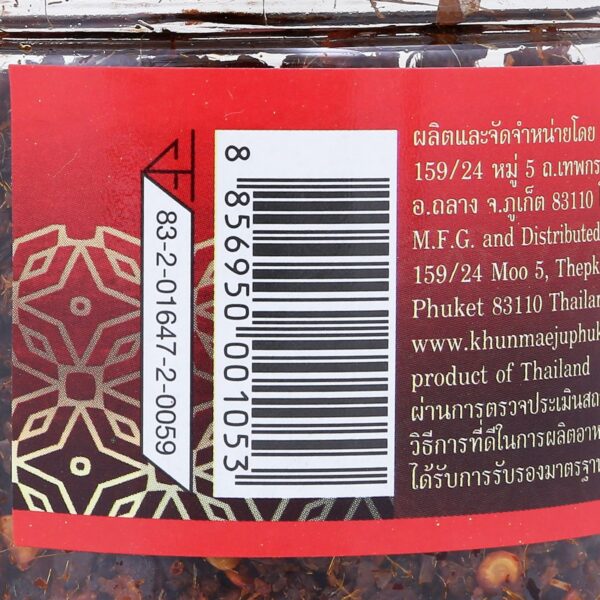 อย
83-2-01647-2-0059
8 856950 001053
ผลิตและจัดจำหน่ายโดย
159/24 หมู่ 5 ถ.เทพกร
อ.ถลาง จ.ภูเก็ต 83110
M.F.G. and Distributed
159/24 Moo 5, Thepk
Phuket 83110 Thailan
www.khunmaejuphuk
product of Thailand
ผ่านการตรวจประเมินสถ
วิธีการที่ดีในการผลิตอาห
ได้รับการรับรองมาตรฐาน